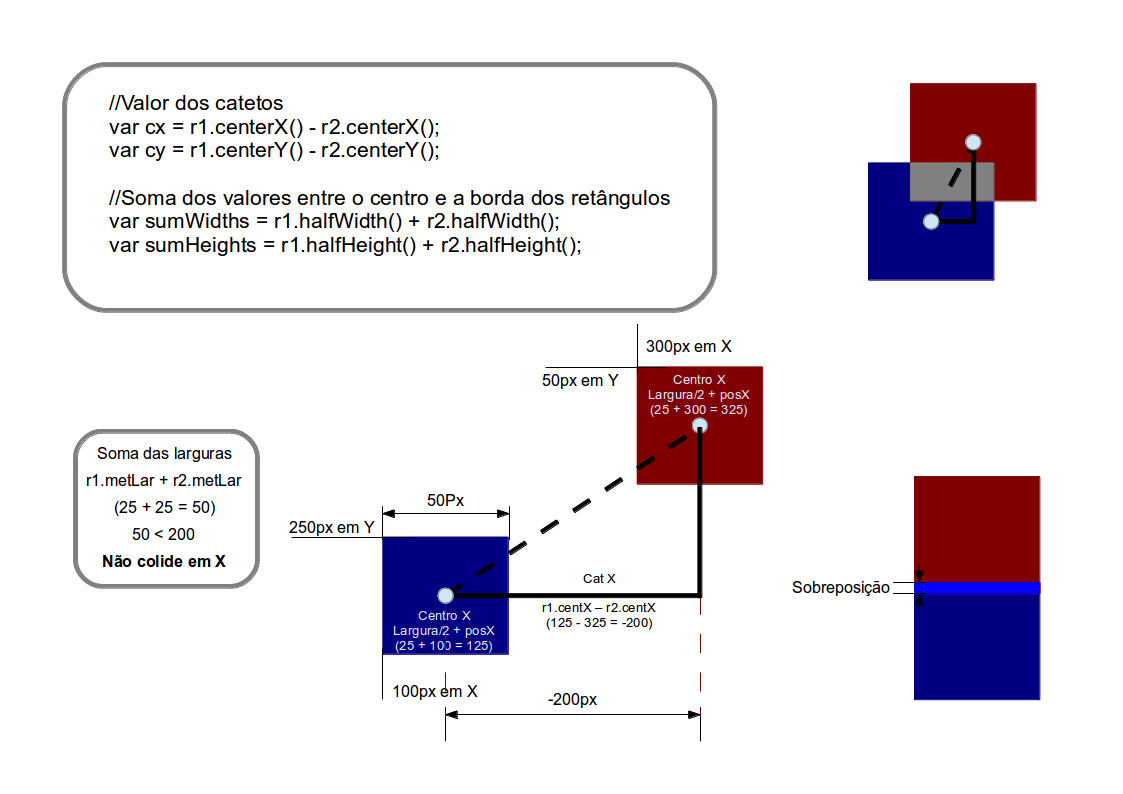 //Valor dos catetos
var cx = r1.centerX() - r2.centerX();
var cy = r1.centerY() - r2.centerY();
//Soma dos valores entre o centro e a borda dos retângulos
var sumWidths = r1.halfWidth() + r2.halfWidth();
var sumHeights = r1.halfHeight() + r2.halfHeight();
300px em X
50px em Y
Centro X
Largura/2 + posX
(25 + 300 = 325)
Soma das larguras
r1.metLar + r2.metLar
(25 + 25 = 50)
50 < 200
Não colide em X
50Px
250px em Y
Cat X
r1.centX – r2.centX
(125 - 325 = -200)
Centro X
Largura/2 + posX
(25 + 100 = 125)
100px em X
-200px
Sobreposição